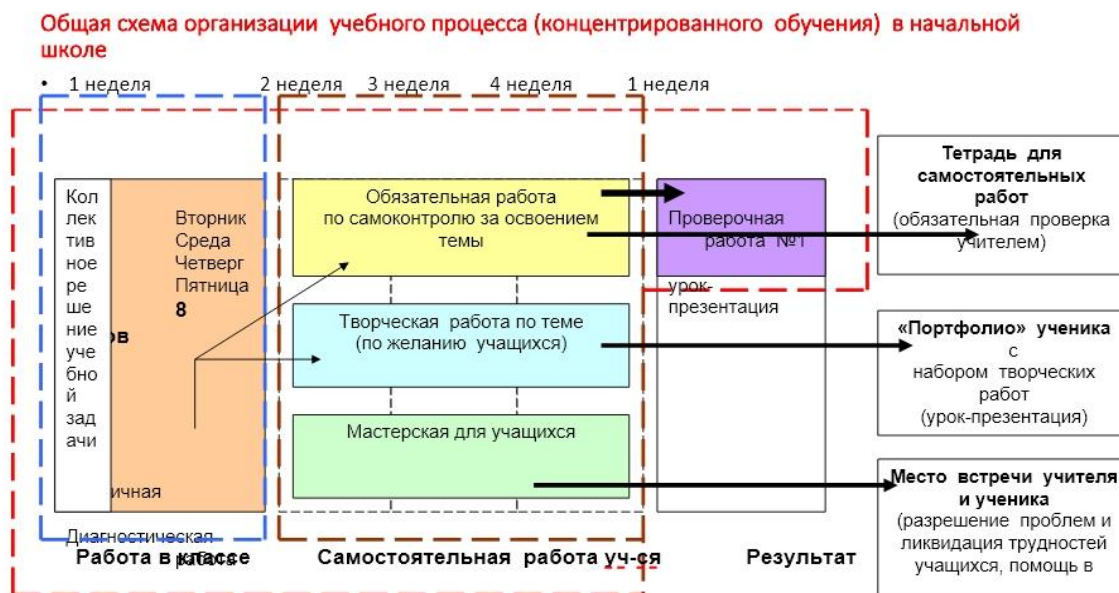 Общая схема организации учебного процесса (концентрированного обучения) в начальной
школе
• 1 неделя 2 неделя 3 неделя 4 неделя 1 неделя
Кол
лек
тив
ное
ре
ше
ние
уче
бно
й
зад
ачи
Вторник
Среда
Четверг
Пятница
8
ов
ичная
Диагностическая
работа
Работа в классе
Обязательная работа
по самоконтролю за освоением
темы
Творческая работа по теме
(по желанию учащихся)
Мастерская для учащихся
Самостоятельная работа уч-ся
Проверочная
работа №1
урок-
презентация
Результат
Тетрадь для
самостоятельных
работ
(обязательная проверка
учителем)
«Портфолио» ученика
с
набором творческих
работ
(урок-презентация)
Место встречи учителя
и ученика
(разрешение проблем и
ликвидация трудностей
учащихся, помощь в